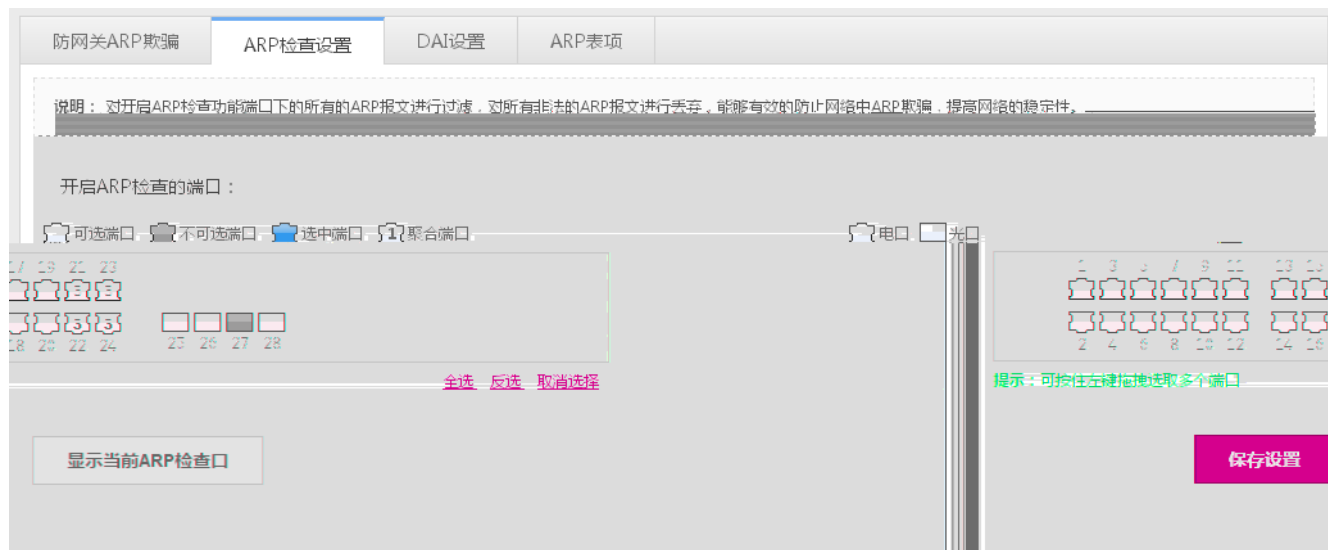 防网关ARP欺骗 ARP检查设置 DAI设置 ARP表项
说明： 对开启ARP检查功能端口下的所有的ARP报文进行过滤，对所有非法的ARP报文进行丢弃，能够有效的防止网络中ARP欺骗，提高网络的稳定性。
开启ARP检查的端口：
可选端口 不可选端口 选中端口 1 聚合端口 电口 光口
17 19 21 23 1 3 5 7 9 11 13 15
3 3
3 3
18 20 22 24 25 26 27 28 2 4 6 8 10 12 14 16
全选 反选 取消选择 提示：可按住左键拖拽选取多个端口
显示当前ARP检查口 保存设置